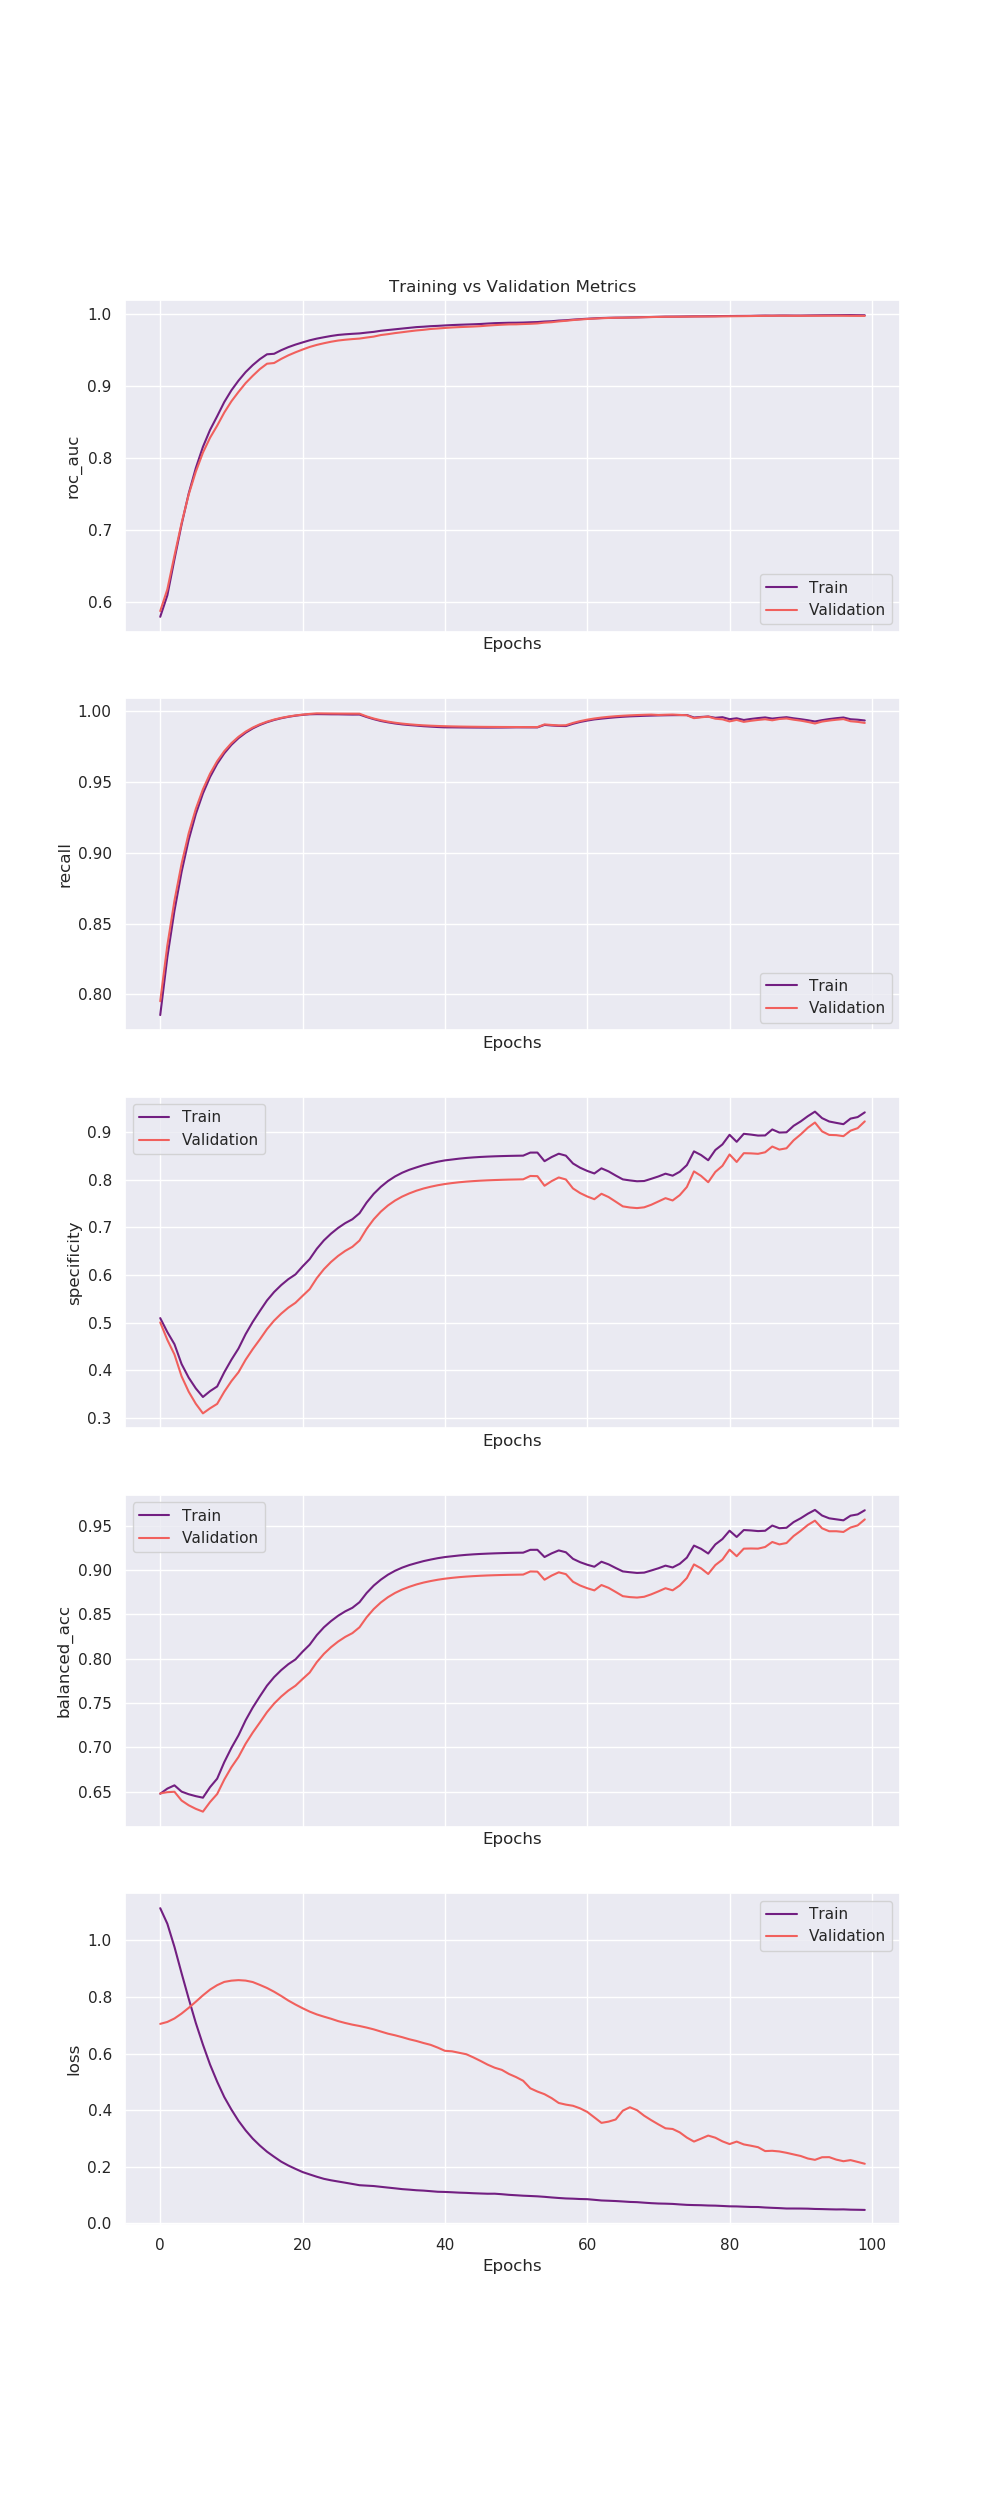 Training vs Validation Metrics
1.0
0.9
0.8
0.7
0.6
roc_auc
Train
Validation
Epochs
1.00
0.95
0.90
0.85
0.80
recall
Train
Validation
Epochs
Train
Validation
0.9
0.8
0.7
0.6
0.5
0.4
0.3
specificity
Epochs
Train
Validation
0.95
0.90
0.85
0.80
0.75
0.70
0.65
balanced_acc
Epochs
Train
Validation
1.0
0.8
0.6
0.4
0.2
0.0
loss
0 20 40 60 80 100
Epochs